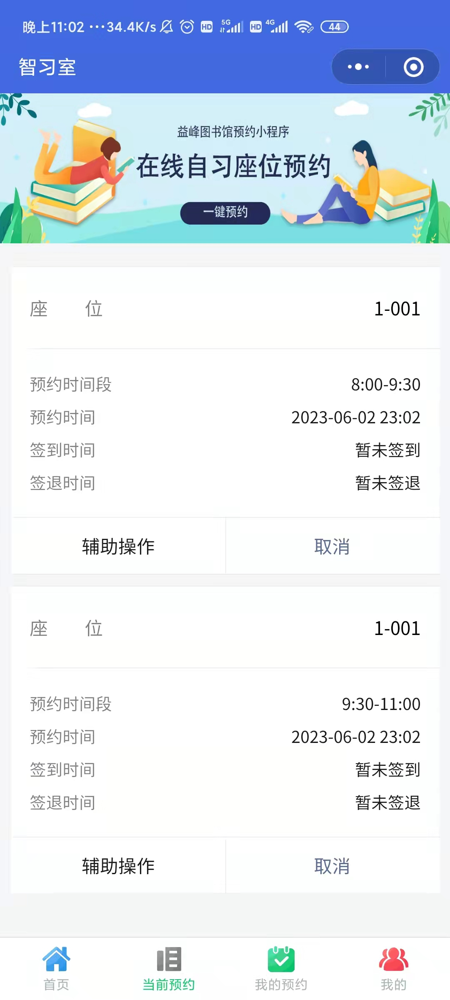 晚上11:02 ···34.4K/s HD 5G HD 4G 44
智习室
益峰图书馆预约小程序
在线自习座位预约
一键预约
座 位 1-001
预约时间段 8:00-9:30
预约时间 2023-06-02 23:02
签到时间 暂未签到
签退时间 暂未签退
辅助操作 取消
座 位 1-001
预约时间段 9:30-11:00
预约时间 2023-06-02 23:02
签到时间 暂未签到
签退时间 暂未签退
辅助操作 取消
首页 当前预约 我的预约 我的